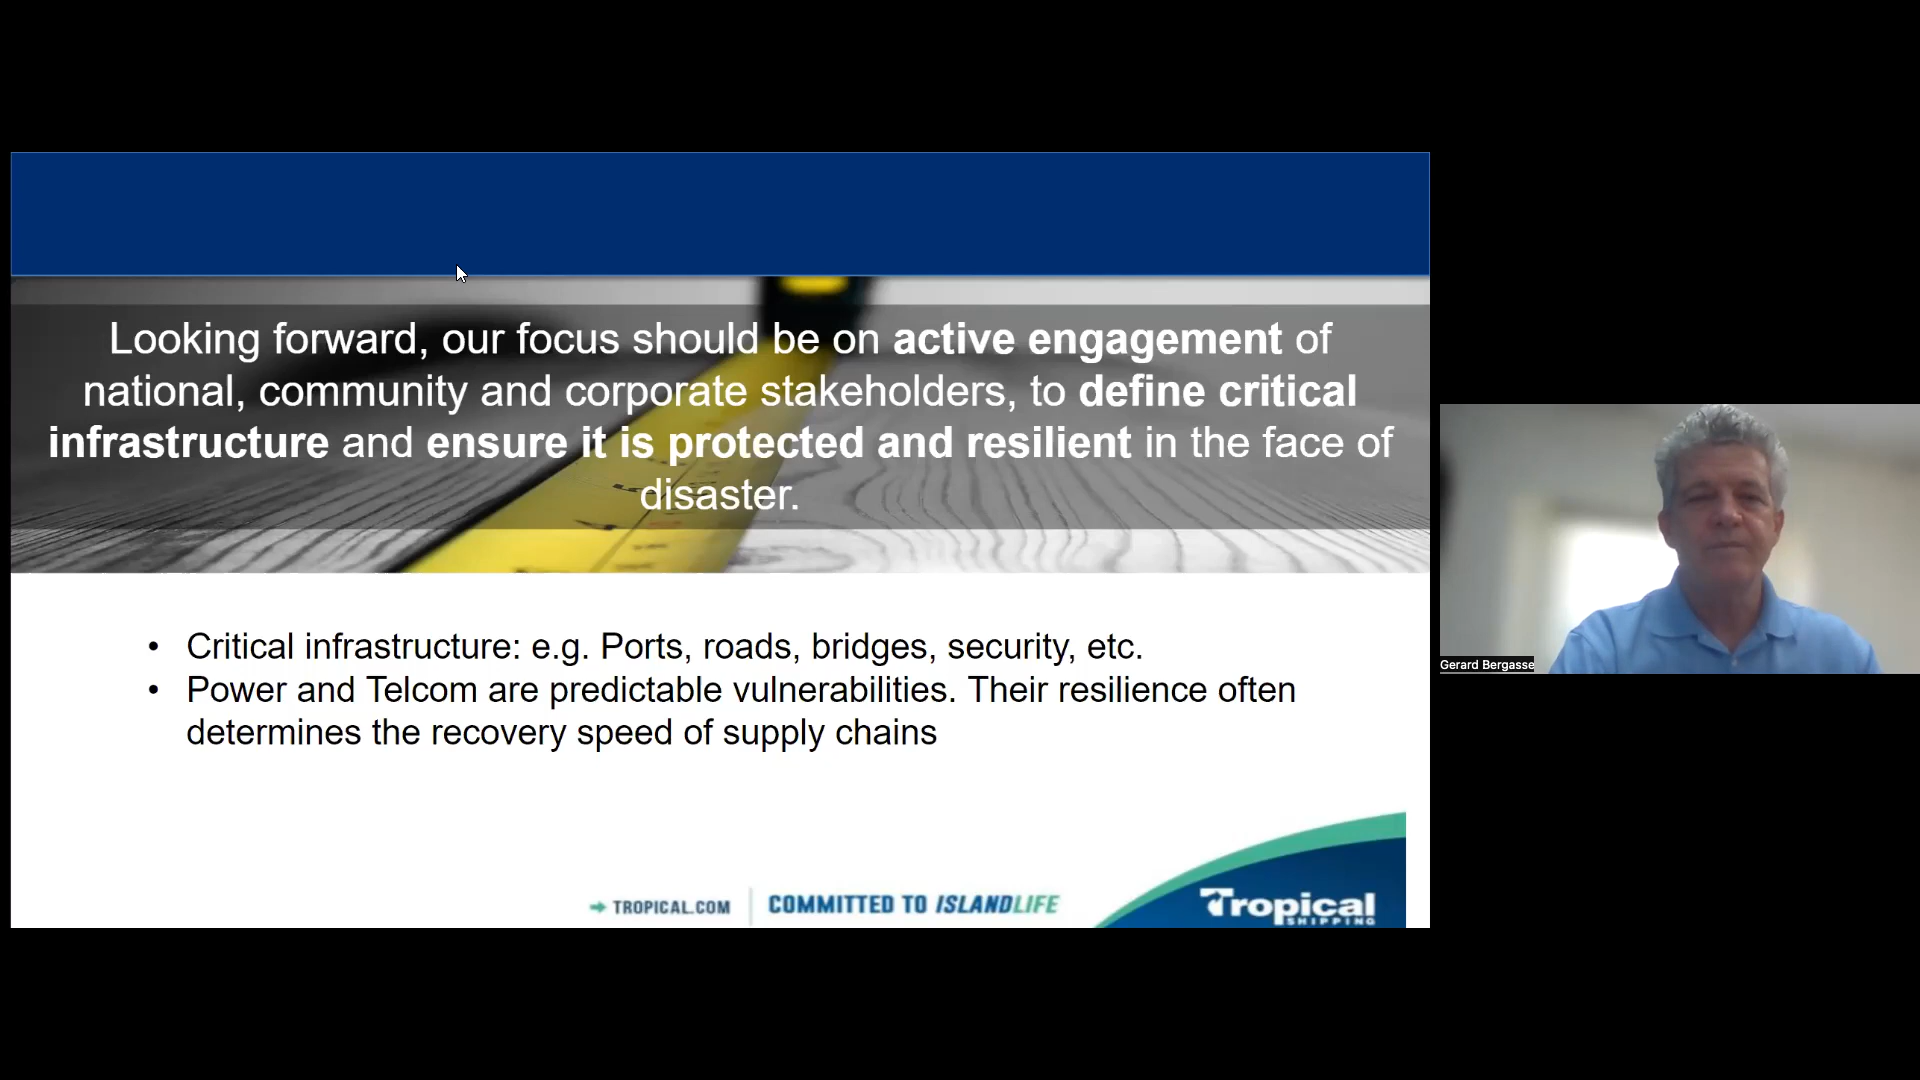 Looking forward, our focus should be on active engagement of
national, community and corporate stakeholders, to define critical
infrastructure and ensure it is protected and resilient in the face of
disaster.
• Critical infrastructure: e.g. Ports, roads, bridges, security, etc.
• Power and Telcom are predictable vulnerabilities. Their resilience often
determines the recovery speed of supply chains
TROPICAL.COM
COMMITTED TO ISLANDLIFE
Tropical
SHIPPING
Gerard Bergasse